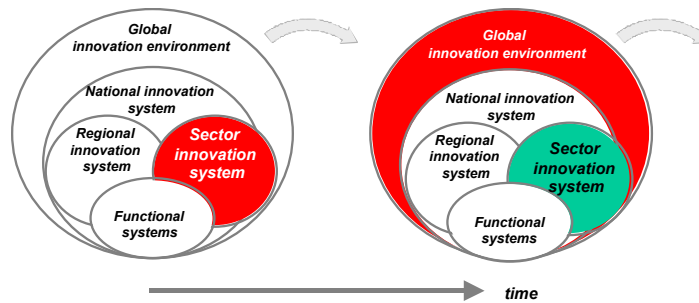 Global
innovation environment
National innovation
system
Regional
innovation
system
Sector
innovation
system
Functional
systems
Global
innovation environment
National innovation
system
Regional
innovation
system
Sector
innovation
system
Functional
systems
time